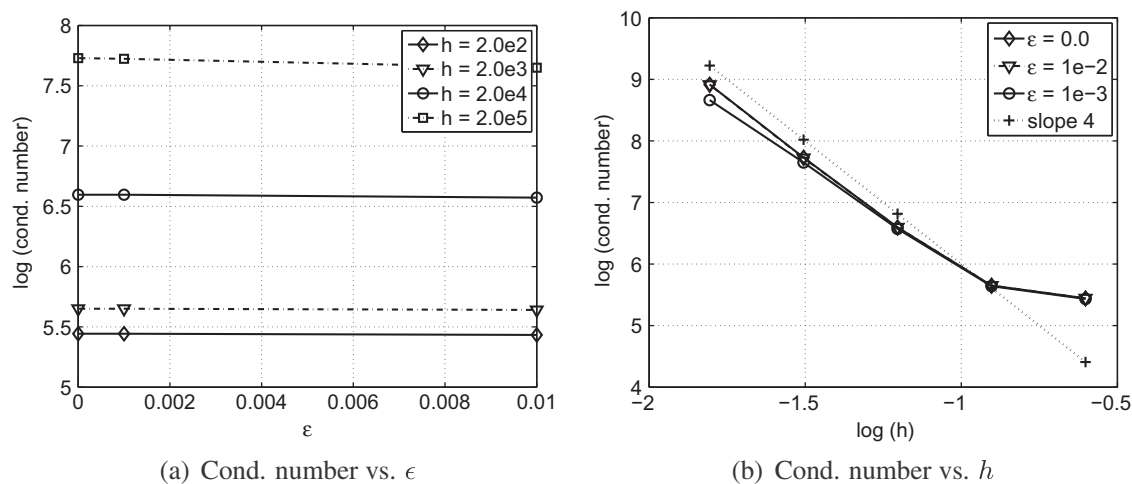 8
7.5
7
6.5
6
5.5
5
0
0.002
0.004
0.006
0.008
0.01
log (cond. number)
ε
h = 2.0e2
h = 2.0e3
h = 2.0e4
h = 2.0e5
(a) Cond. number vs. ϵ
10
9
8
7
6
5
4
−2
−1.5
−1
−0.5
log (cond. number)
log (h)
ε = 0.0
ε = 1e−2
ε = 1e−3
slope 4
(b) Cond. number vs. h